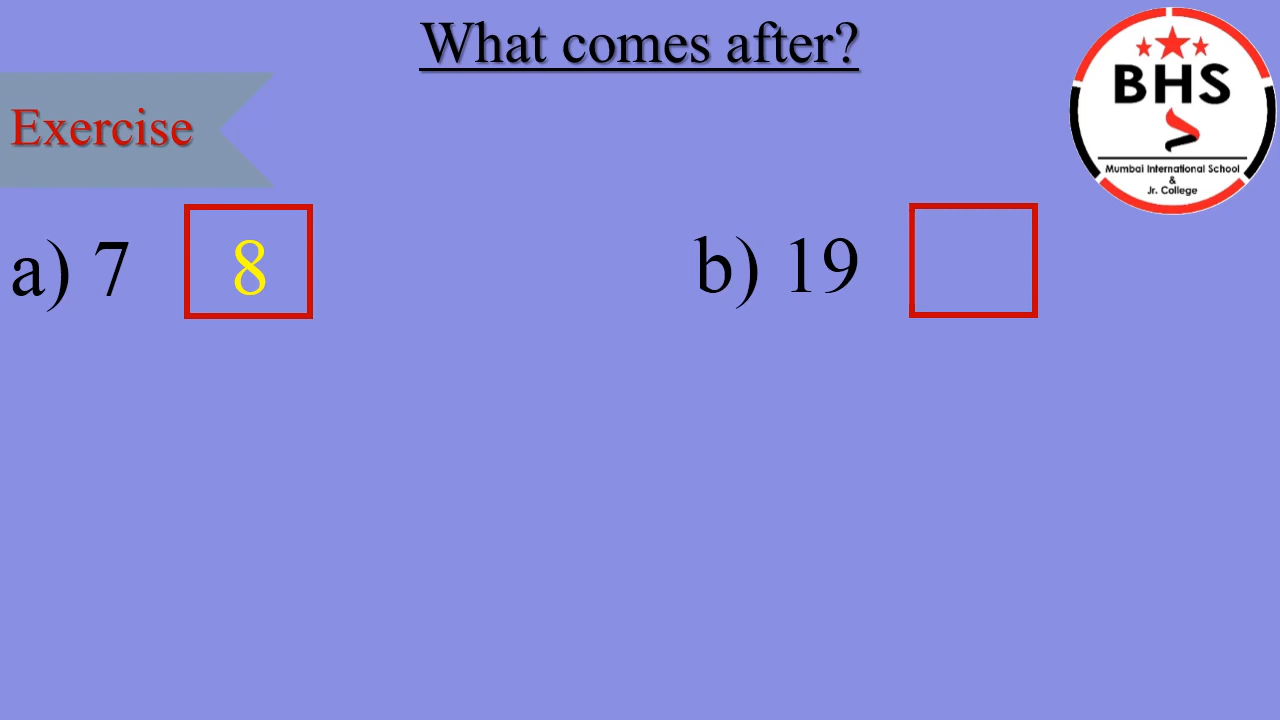 What comes after?
BHS
Exercise
Mumbai International School
&
Jr. College
a) 7 8
b) 19